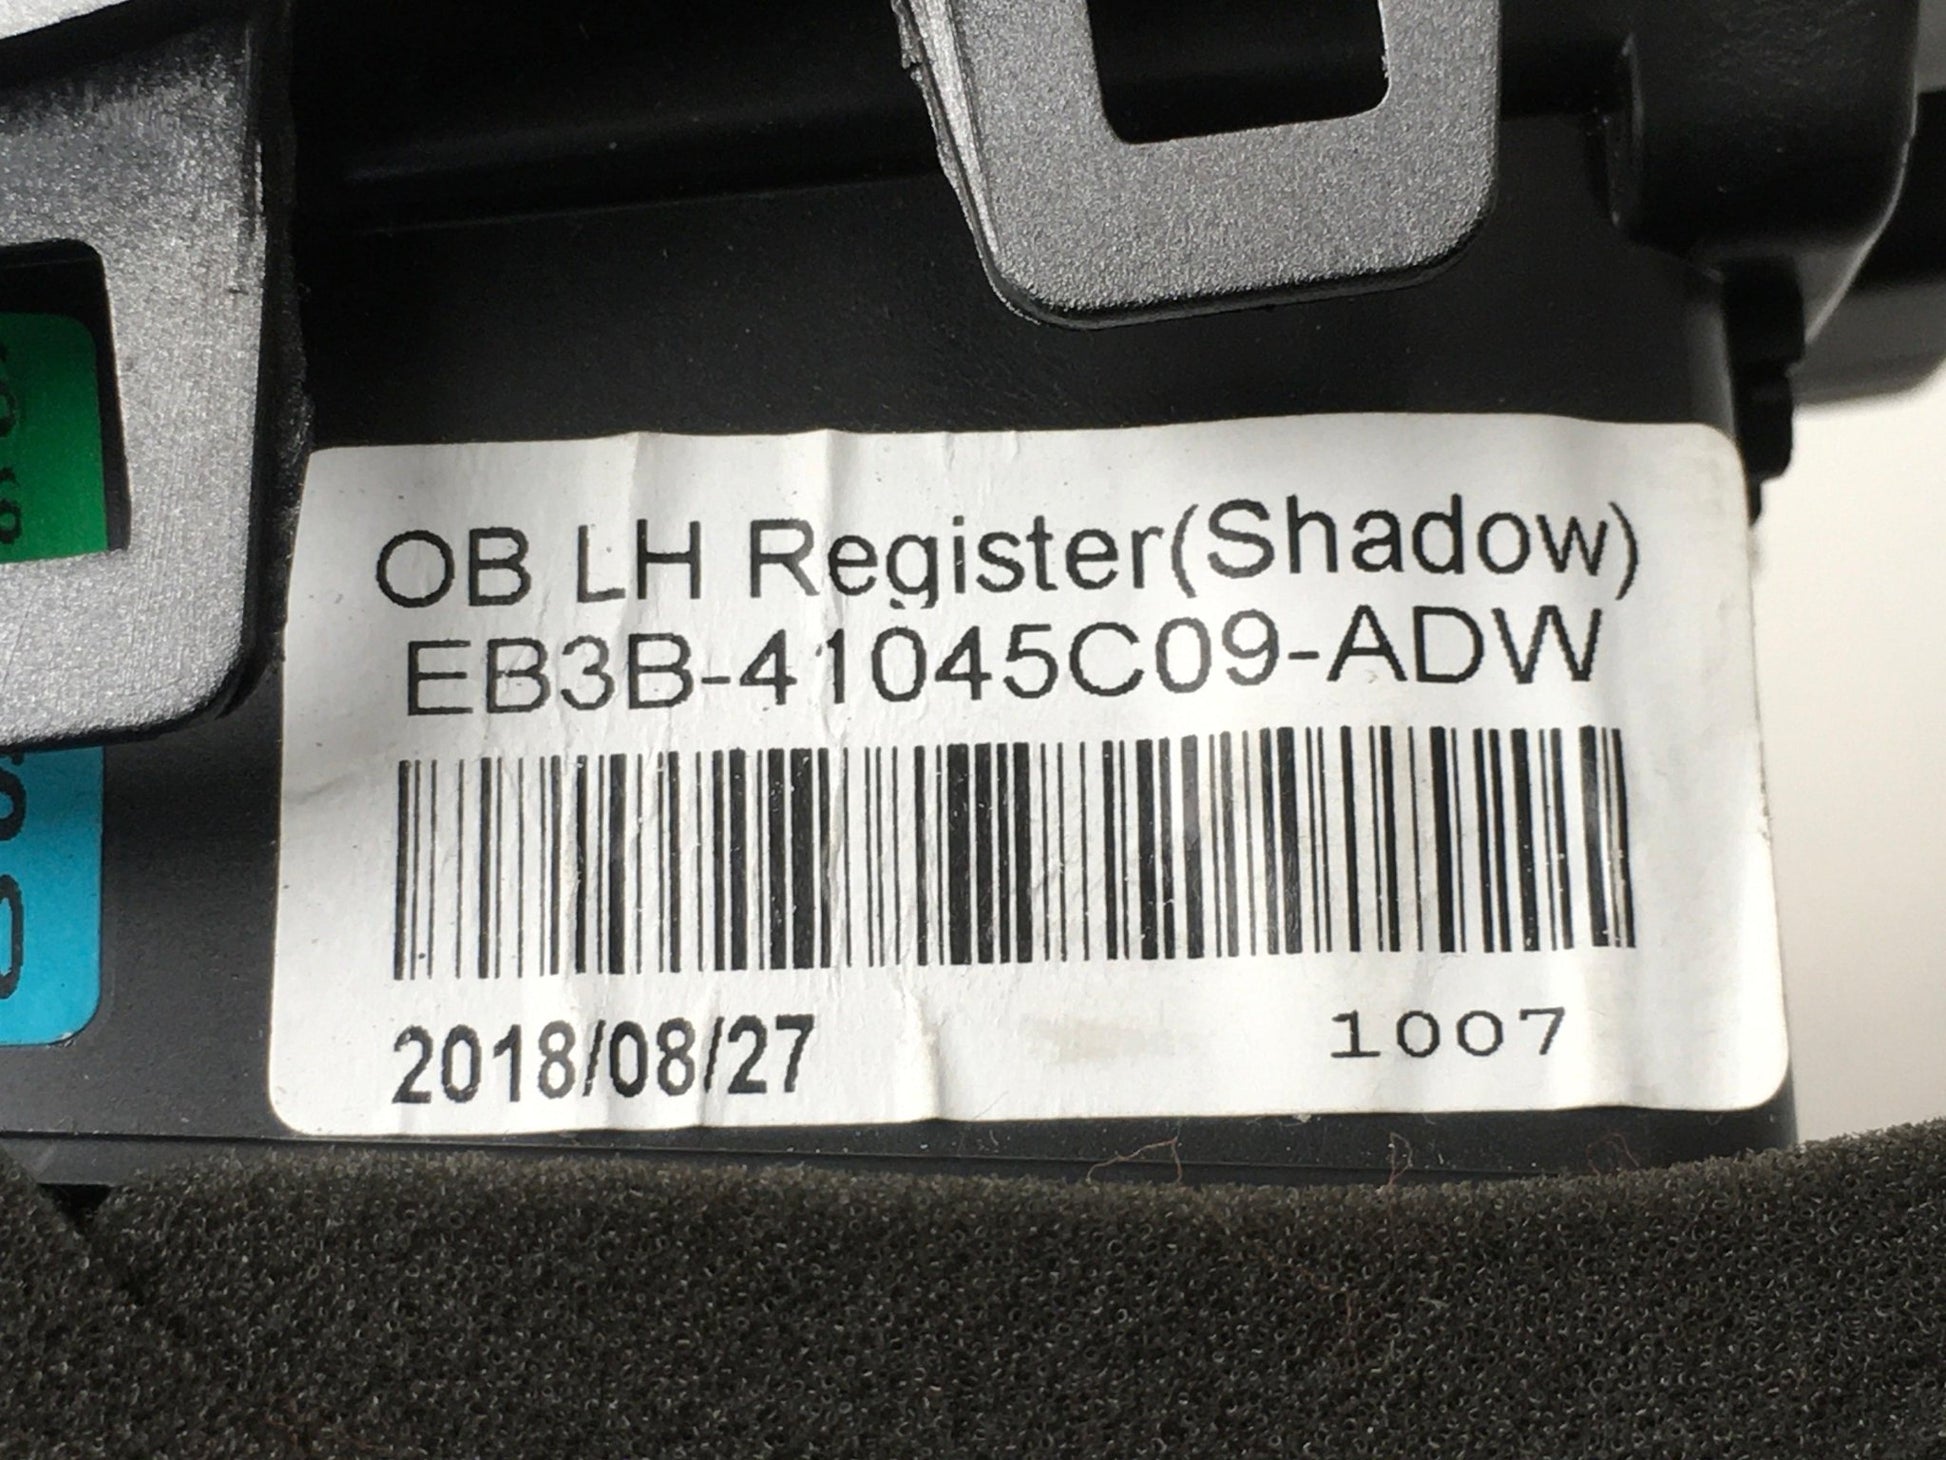 OB LH Register(Shadow)
EB3B-41045C09-ADW
2018/08/27 1007